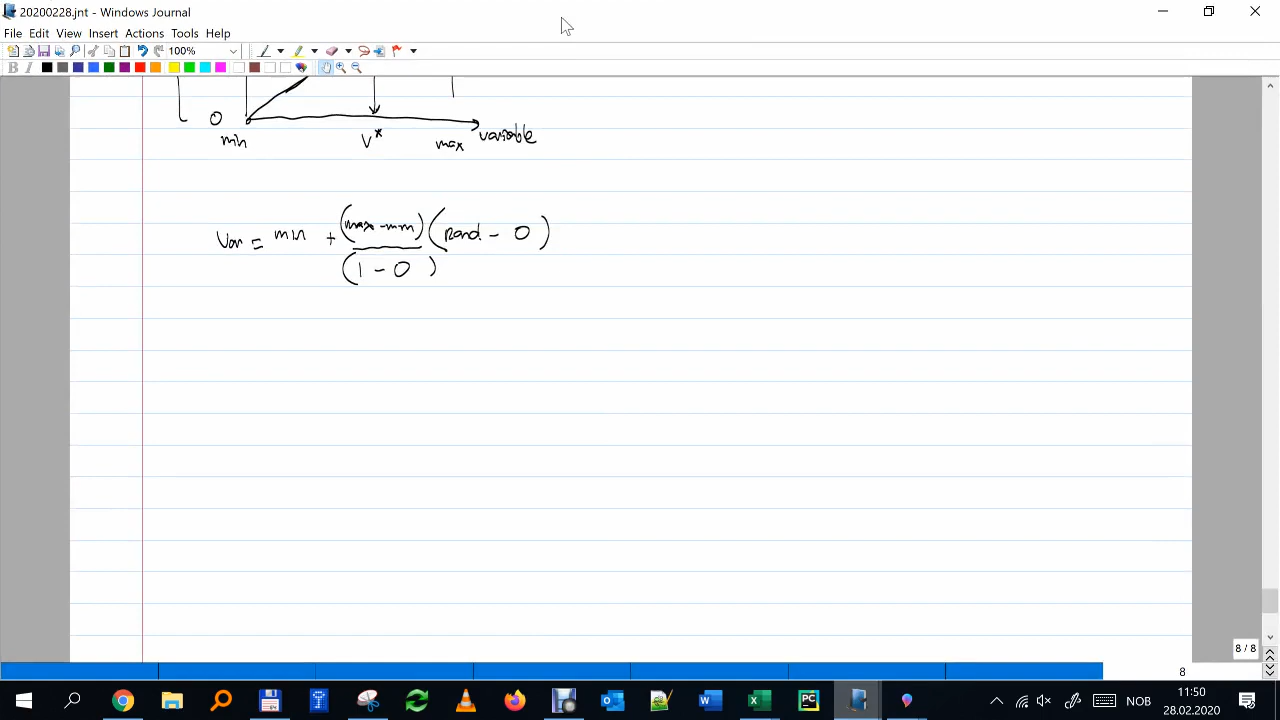 20200228.jnt - Windows Journal
File Edit View Insert Actions Tools Help
100%
B I
0
min V* max variable
Var = min + (max-min) (Rand - 0)
(1 - 0)
8 / 8
8
NOB
11:50
28.02.2020